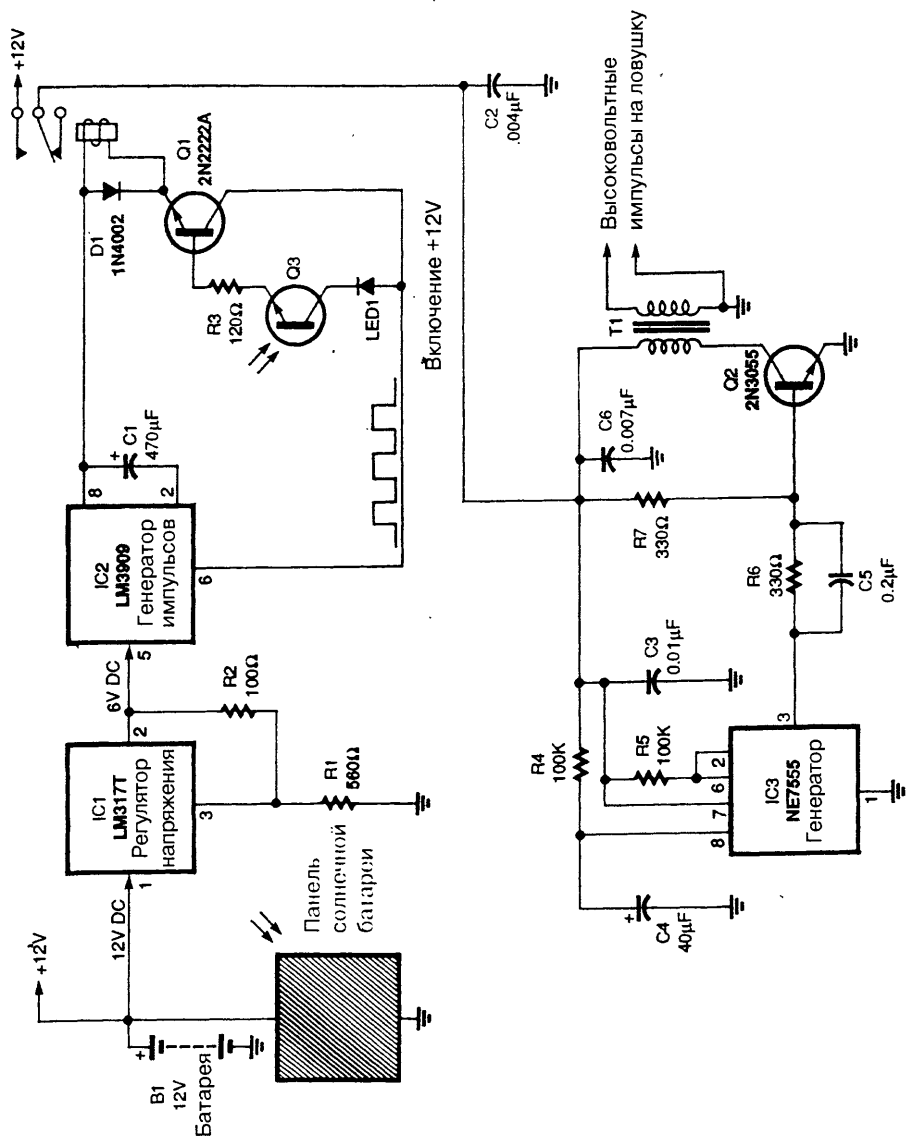 +12V
12V DC
B1
12V
Батарея
Панель
солнечной
батареи
1
IC1
LM317T
Регулятор
напряжения
2
3
6V DC
R2
100Ω
R1
560Ω
5
IC2
LM3909
Генератор
импульсов
8
2
6
+
C1
470µF
D1
1N4002
+12V
Q1
2N2222A
R3
120Ω
Q3
LED1
Включение +12V
C2
.004µF
+
C4
40µF
R4
100K
R5
100K
C3
0.01µF
8
7
6
2
IC3
NE7555
Генератор
3
1
R7
330Ω
C6
0.007µF
R6
330Ω
C5
0.2µF
T1
Q2
2N3055
Высоковольтные
импульсы на ловушку
+